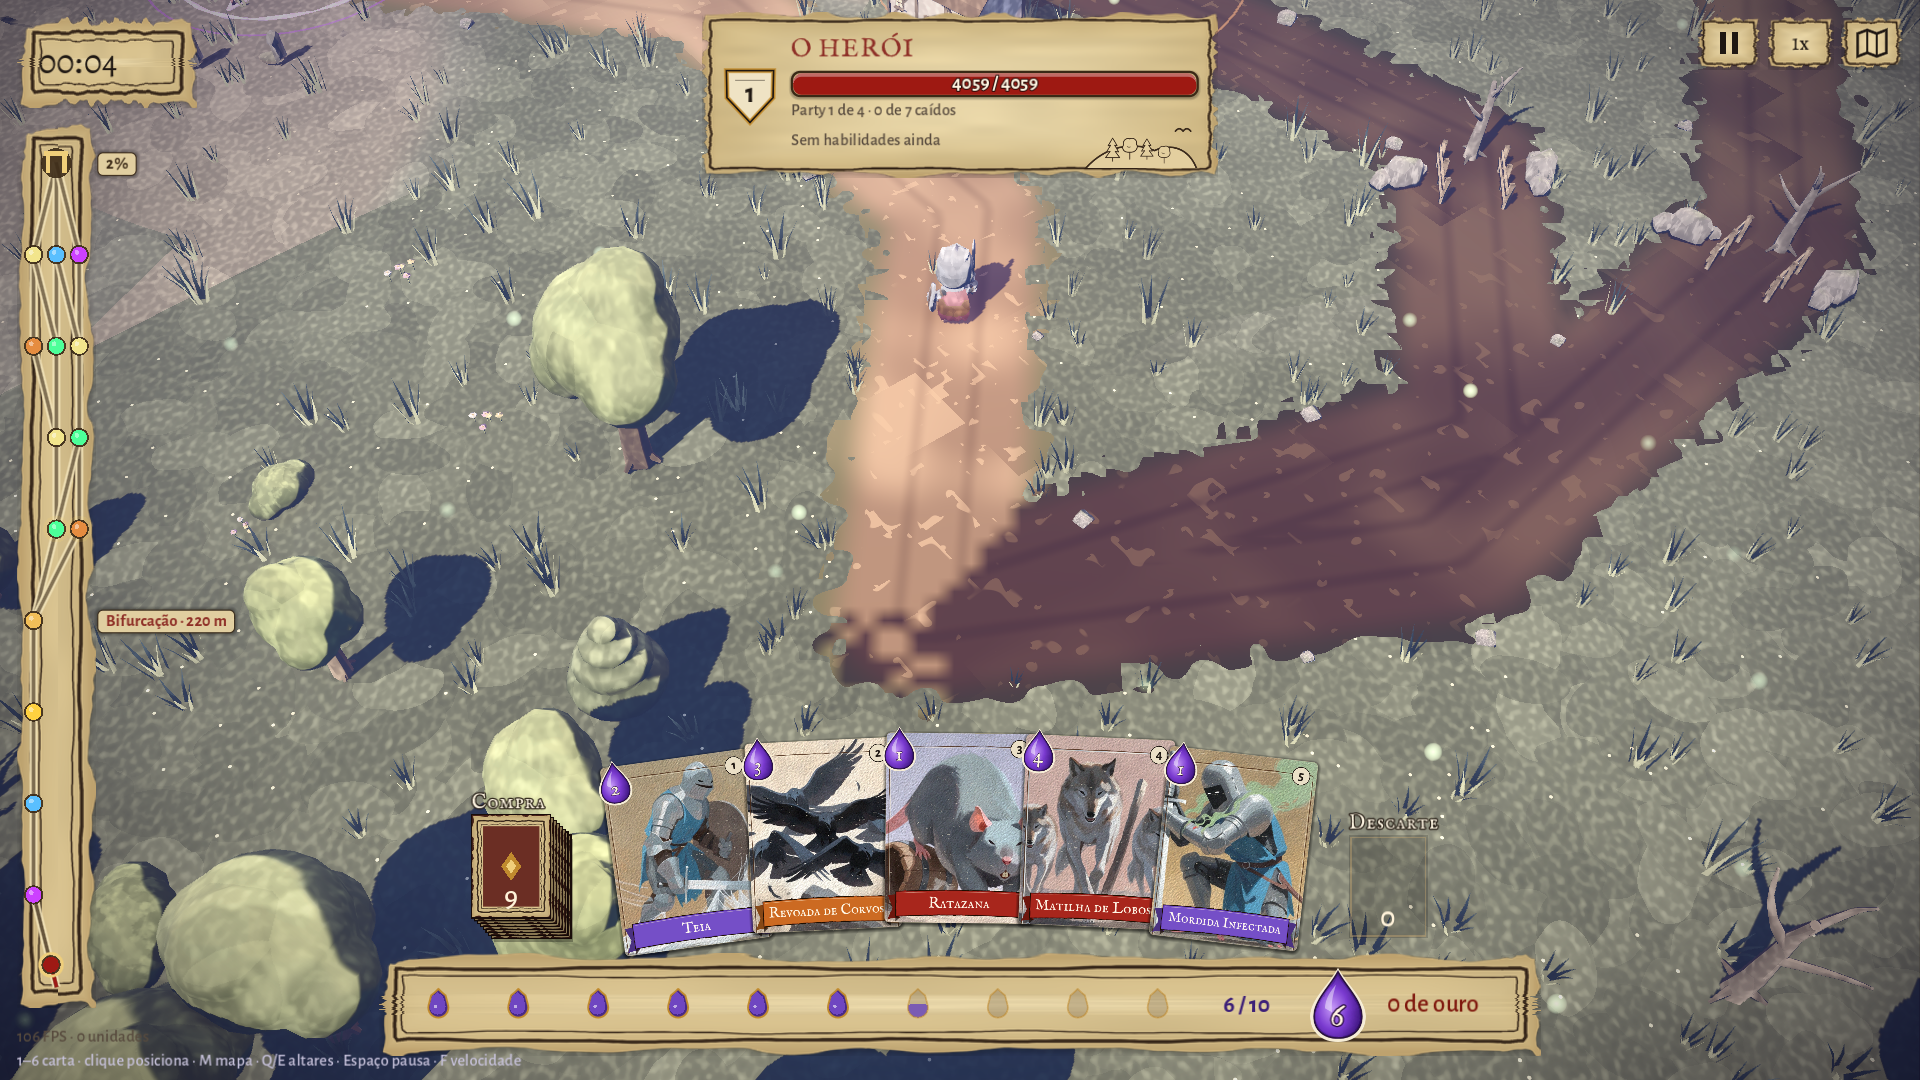 00:04
O HERÓI
1
4059/4059
Party 1 de 4 · 0 de 7 caídos
Sem habilidades ainda
1x
2%
Bifurcação · 220 m
Compra
9
2
1
Teia
3
2
Revoada de Corvos
1
3
Ratazana
4
4
Matilha de Lobos
1
5
Mordida Infectada
Descarte
0
6/10
6
0 de ouro
106 FPS · 0 unidades
1–6 carta · clique posiciona · M mapa · Q/E altares · Espaço pausa · F velocidade